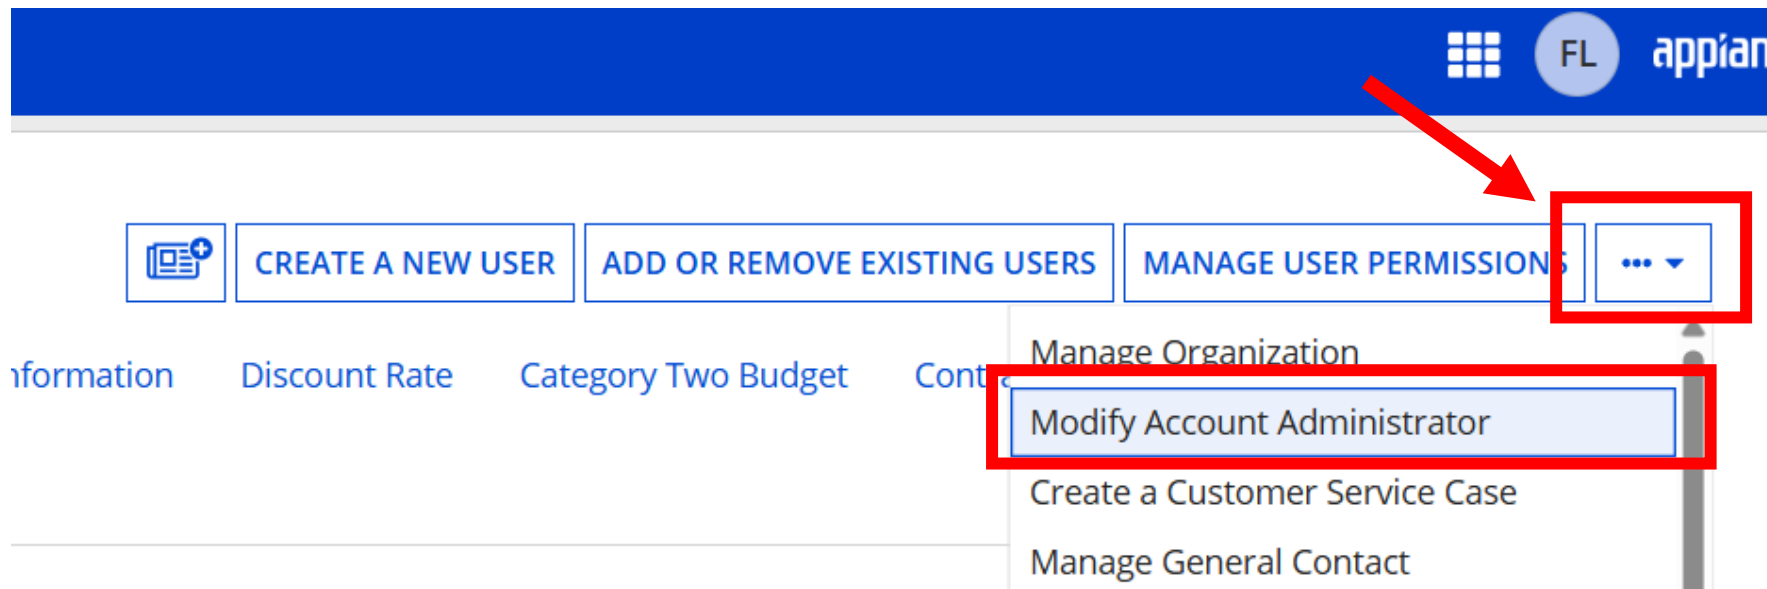 FL appian
CREATE A NEW USER ADD OR REMOVE EXISTING USERS MANAGE USER PERMISSIONS
Discount Rate Category Two Budget
Manage Organization
Modify Account Administrator
Create a Customer Service Case
Manage General Contact